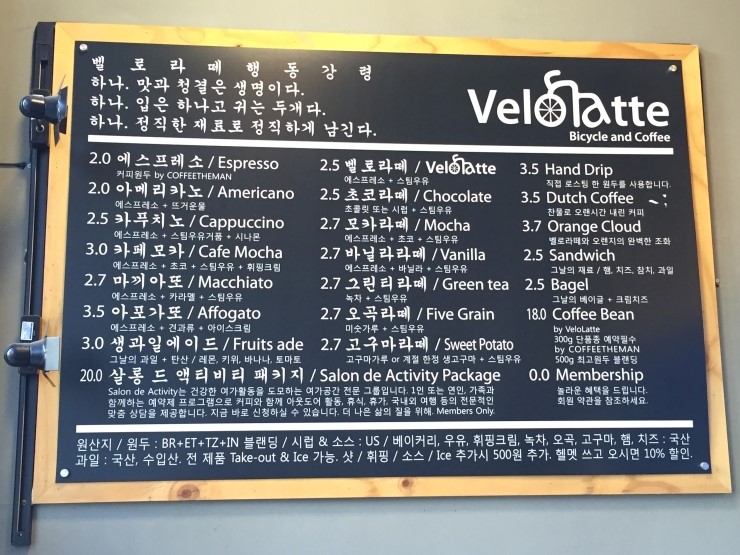 벨로라떼행동강령
하나. 맛과 청결은 생명이다.
하나. 입은 하나고 귀는 두개다.
하나. 정직한 재료로 정직하게 남긴다.
VeloLatte
Bicycle and Coffee
2.0 에스프레소 / Espresso
커피원두 by COFFEETHEMAN
2.0 아메리카노 / Americano
에스프레소 + 뜨거운물
2.5 카푸치노 / Cappuccino
에스프레소 + 스팀우유거품 + 시나몬
3.0 카페모카 / Cafe Mocha
에스프레소 + 초코 + 스팀우유 + 휘핑크림
2.7 마끼아또 / Macchiato
에스프레소 + 카라멜 + 스팀우유
3.5 아포가또 / Affogato
에스프레소 + 견과류 + 아이스크림
3.0 생과일에이드 / Fruits ade
그날의 과일 + 탄산 / 레몬, 키위, 바나나, 토마토
2.5 벨로라떼 / VeloLatte
에스프레소 + 스팀우유
2.5 초코라떼 / Chocolate
초콜릿 또는 시럽 + 스팀우유
2.7 모카라떼 / Mocha
에스프레소 + 초코 + 스팀우유
2.7 바닐라라떼 / Vanilla
에스프레소 + 바닐라 + 스팀우유
2.7 그린티라떼 / Green tea
녹차 + 스팀우유
2.7 오곡라떼 / Five Grain
미숫가루 + 스팀우유
2.7 고구마라떼 / Sweet Potato
고구마가루 or 계절 한정 생고구마 + 스팀우유
20.0 살롱 드 액티비티 패키지 / Salon de Activity Package
Salon de Activity는 건강한 여가활동을 도모하는 여가공간 전문 그룹입니다. 1인 또는 연인, 가족과
함께하는 예약제 프로그램으로 커피와 함께 아웃도어 활동, 휴식, 휴가, 국내외 여행 등의 전문적인
맞춤 상담을 제공합니다. 지금 바로 신청하실 수 있습니다. 더 나은 삶의 질을 위해. Members Only.
3.5 Hand Drip
직접 로스팅 한 원두를 사용합니다.
3.5 Dutch Coffee ~;
찬물로 오랜시간 내린 커피
3.7 Orange Cloud
벨로라떼와 오렌지의 완벽한 조화
2.5 Sandwich
그날의 재료 / 햄, 치즈, 참치, 과일
2.5 Bagel
그날의 베이글 + 크림치즈
18.0 Coffee Bean
by VeloLatte
300g 단품종 예약필수
by COFFEETHEMAN
500g 최고원두 블랜딩
0.0 Membership
놀라운 혜택을 드립니다.
회원 약관을 참조하세요.
원산지 / 원두 : BR+ET+TZ+IN 블랜딩 / 시럽 & 소스 : US / 베이커리, 우유, 휘핑크림, 녹차, 오곡, 고구마, 햄, 치즈 : 국산
과일 : 국산, 수입산. 전 제품 Take-out & Ice 가능. 샷 / 휘핑 / 소스 / Ice 추가시 500원 추가. 헬멧 쓰고 오시면 10% 할인.